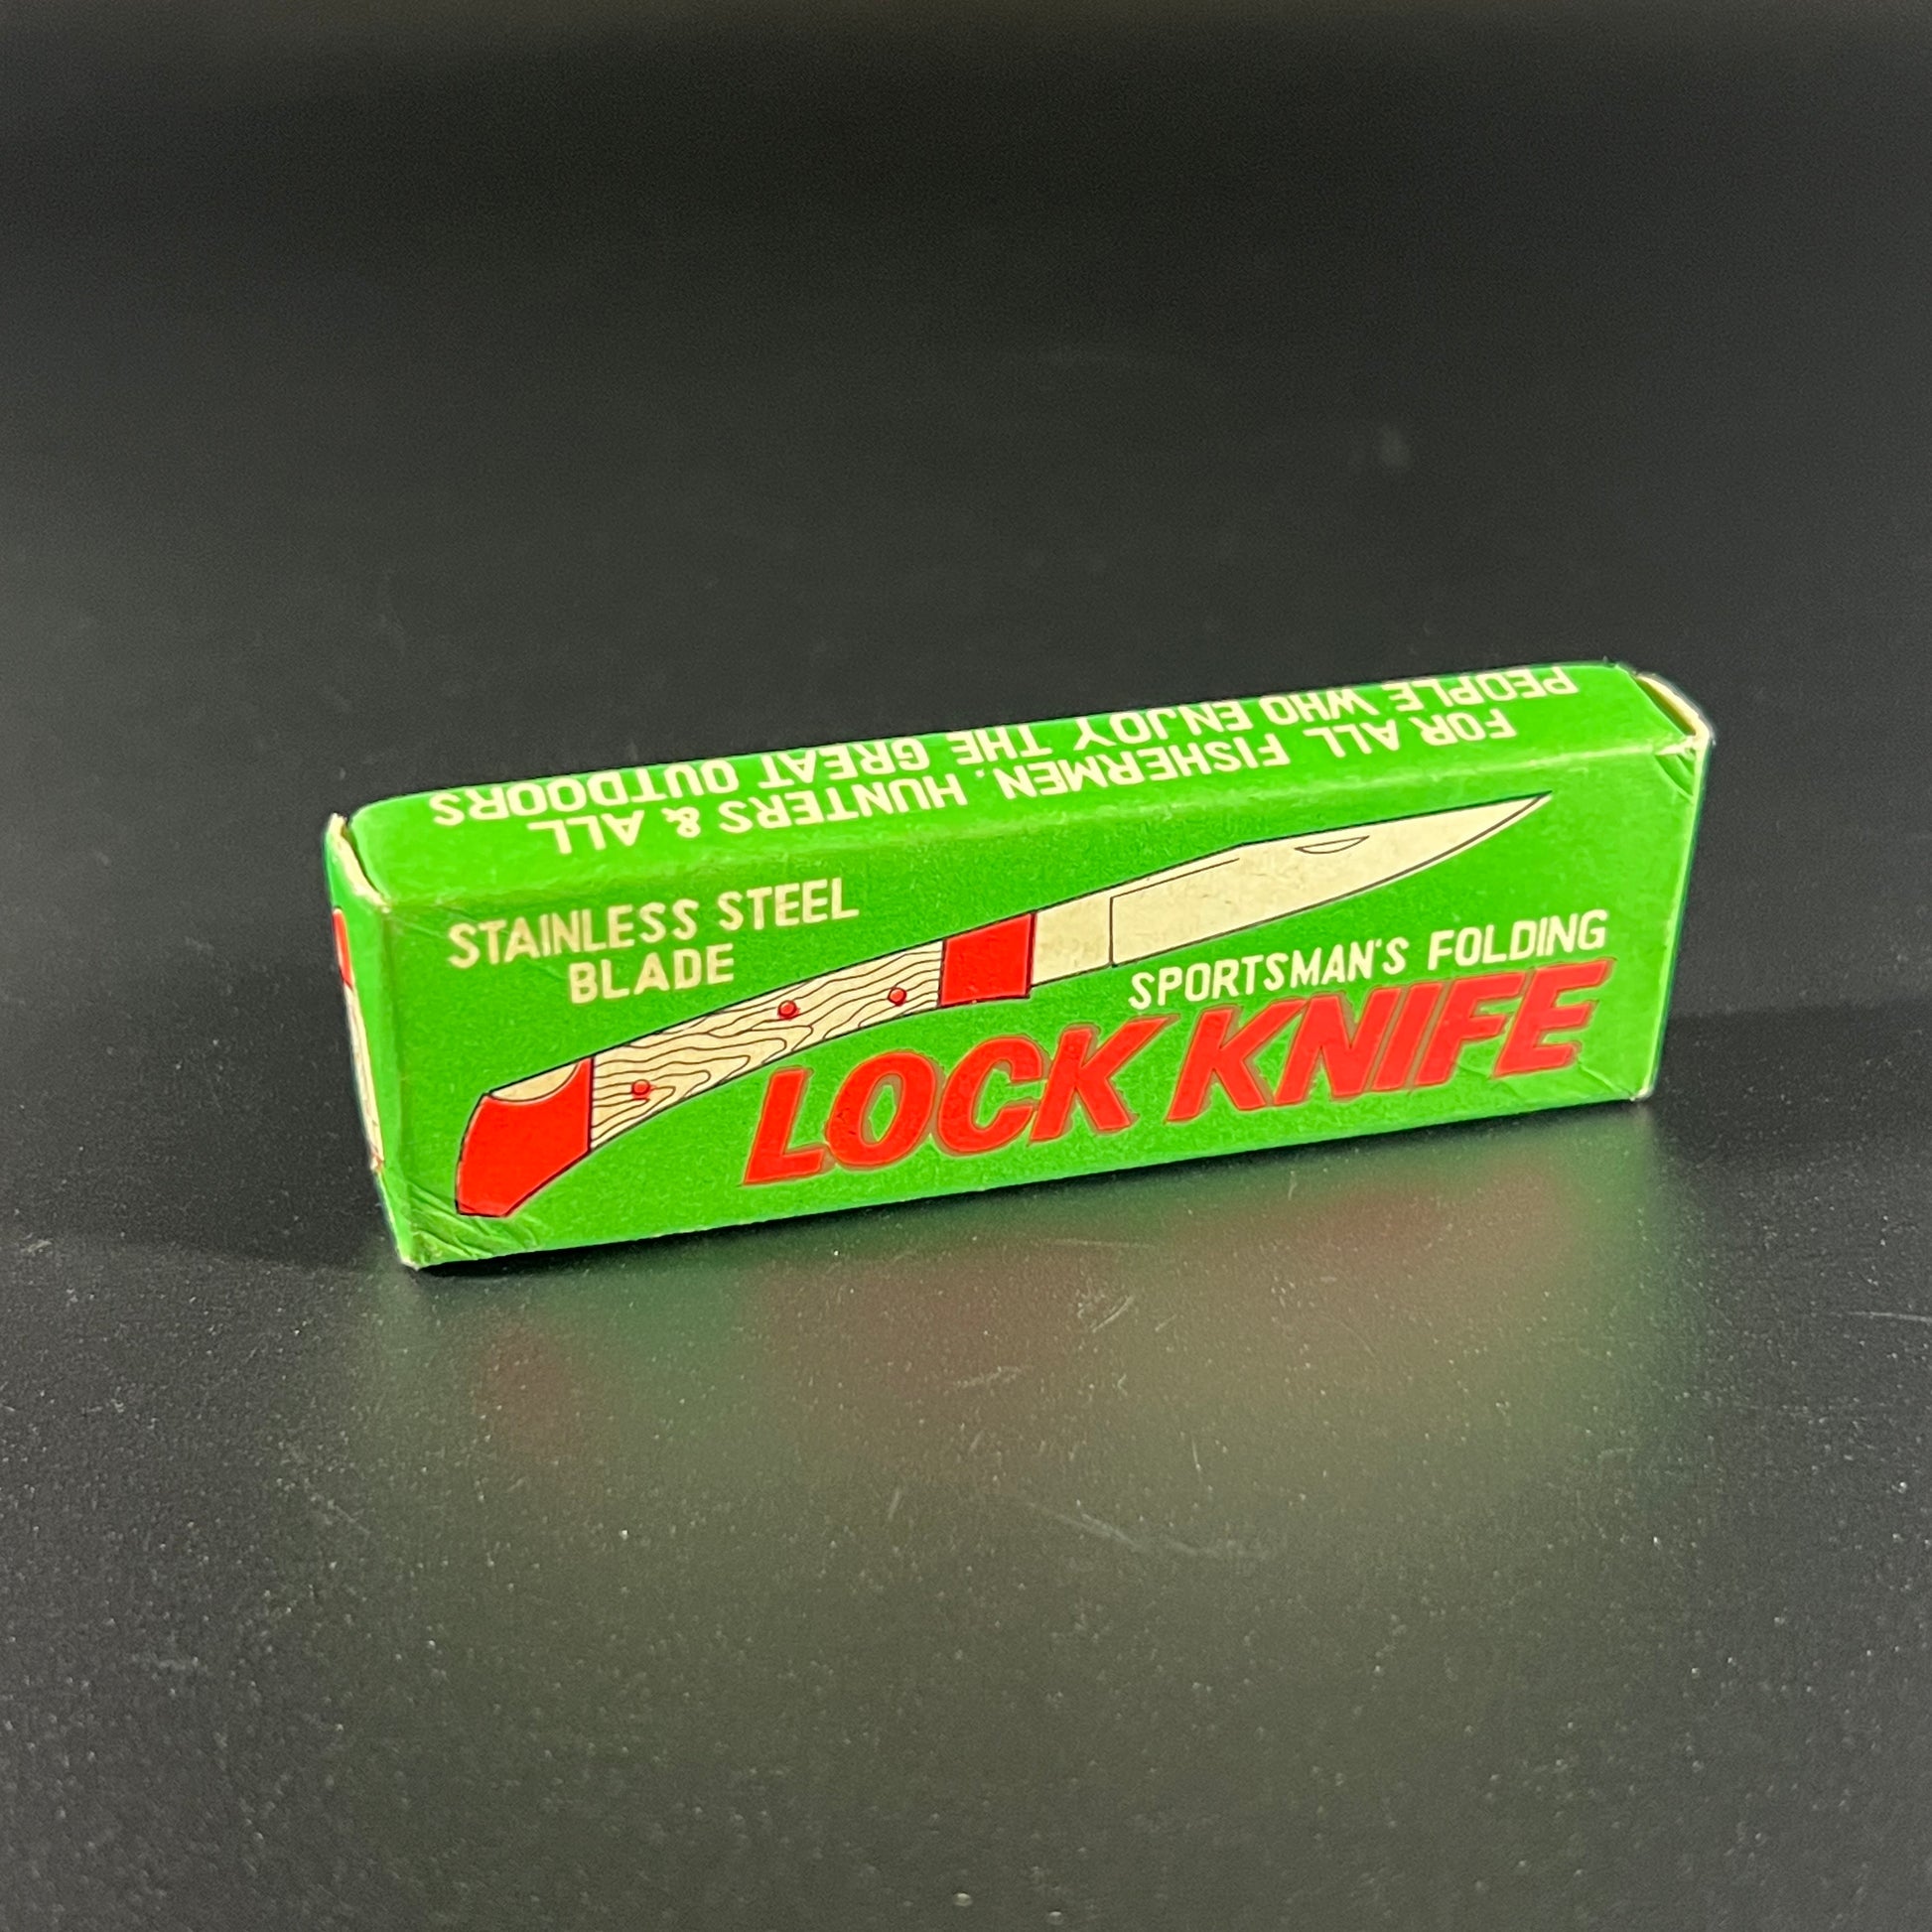 FOR ALL FISHERMEN, HUNTERS & ALL
PEOPLE WHO ENJOY THE GREAT OUTDOORS
STAINLESS STEEL
BLADE
SPORTSMAN'S FOLDING
LOCK KNIFE